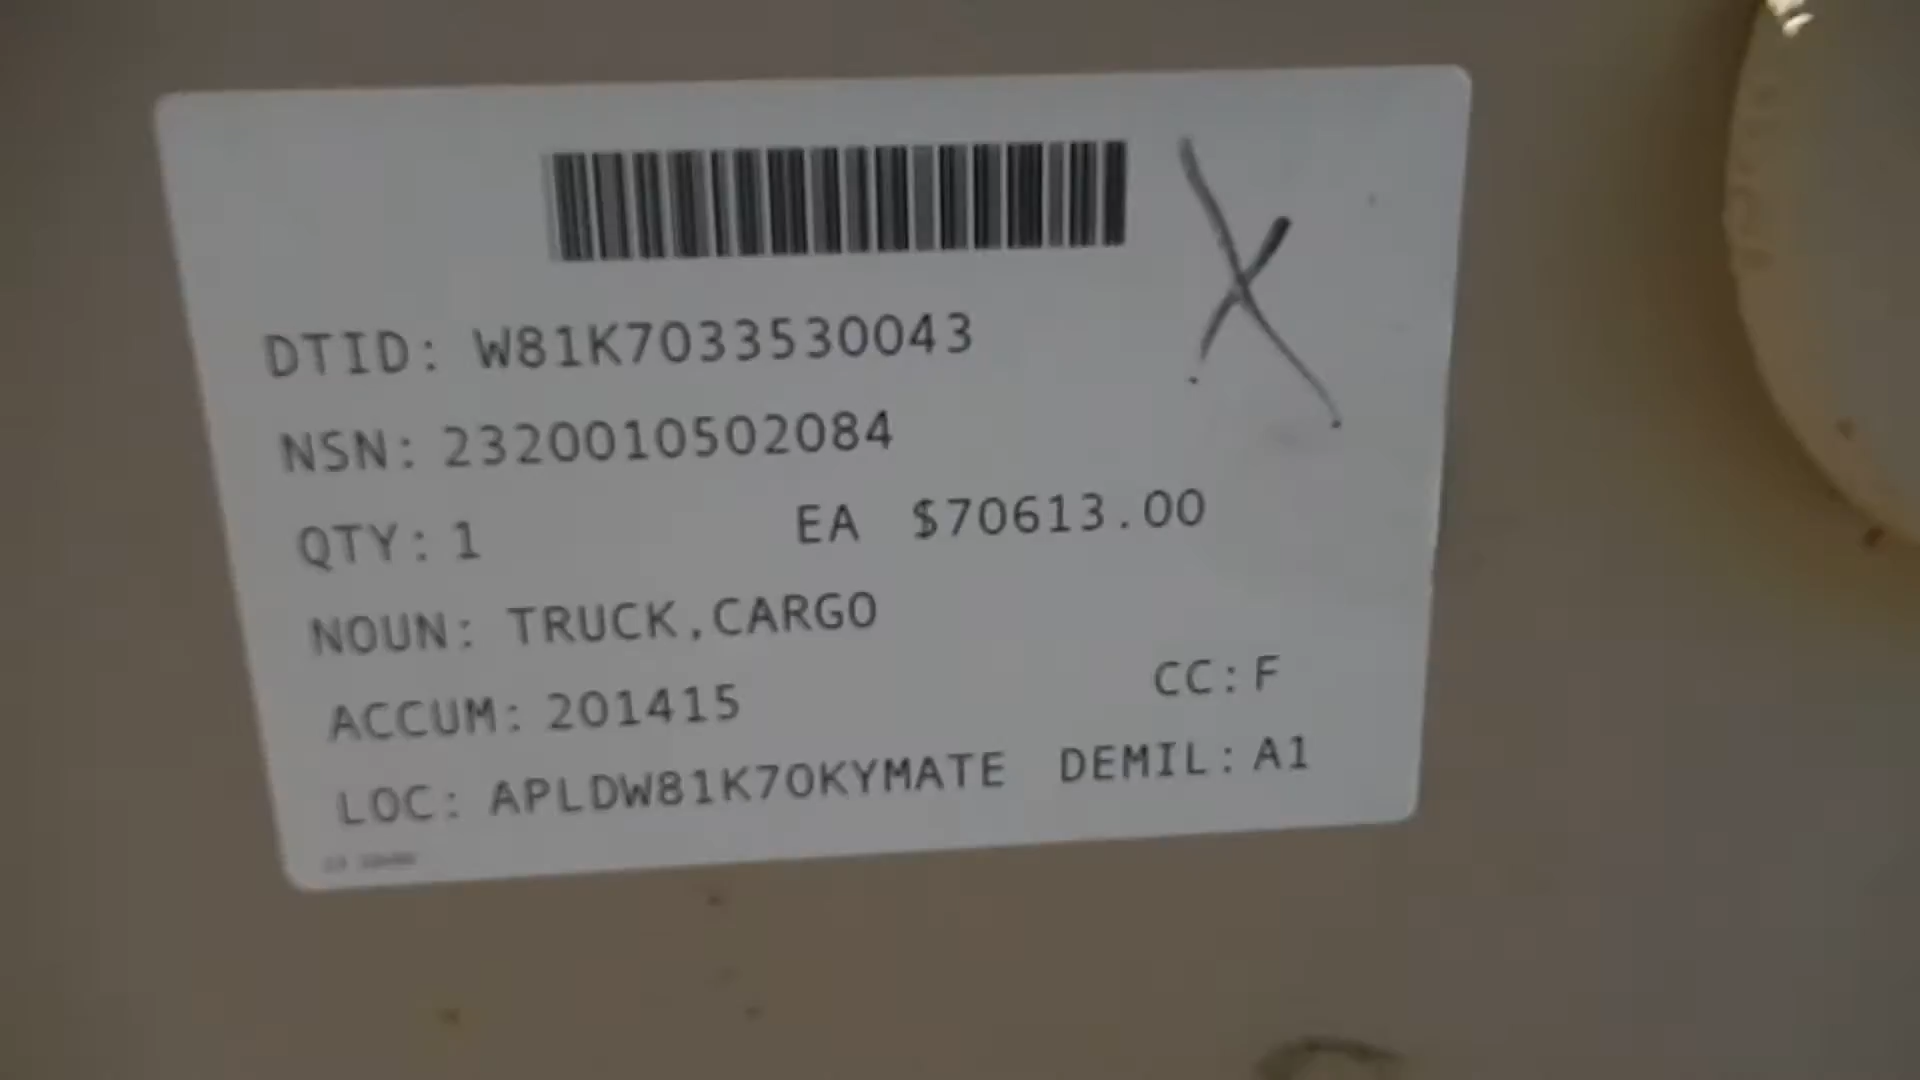 DTID: W81K7033530043
NSN: 2320010502084
QTY: 1 EA $70613.00
NOUN: TRUCK,CARGO
ACCUM: 201415 CC: F
LOC: APLDW81K70KYMATE DEMIL: A1